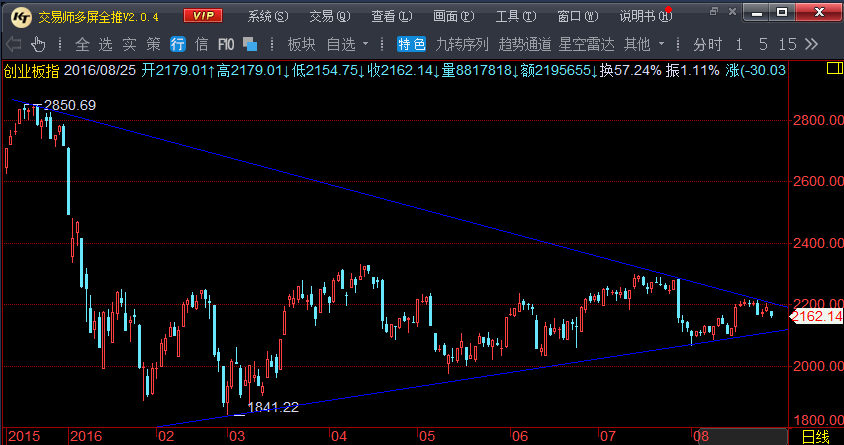 KT 交易师多屏全推V2.0.4 VIP 系统(S) 交易(Q) 查看(L) 画面(P) 工具(T) 窗口(W) 说明书(H)
全 选 实 策 行 信 F10 板块 自选 特色 九转序列 趋势通道 星空雷达 其他 分时 1 5 15
创业板指 2016/08/25 开2179.01↑高2179.01↓低2154.75↓收2162.14↓量8817818↓额2195655↓换57.24% 振1.11% 涨(-30.03
2850.69
2800.00
2600.00
2400.00
2200.00
2162.14
2000.00
1841.22
1800.00
2015 2016 02 03 04 05 06 07 08 日线